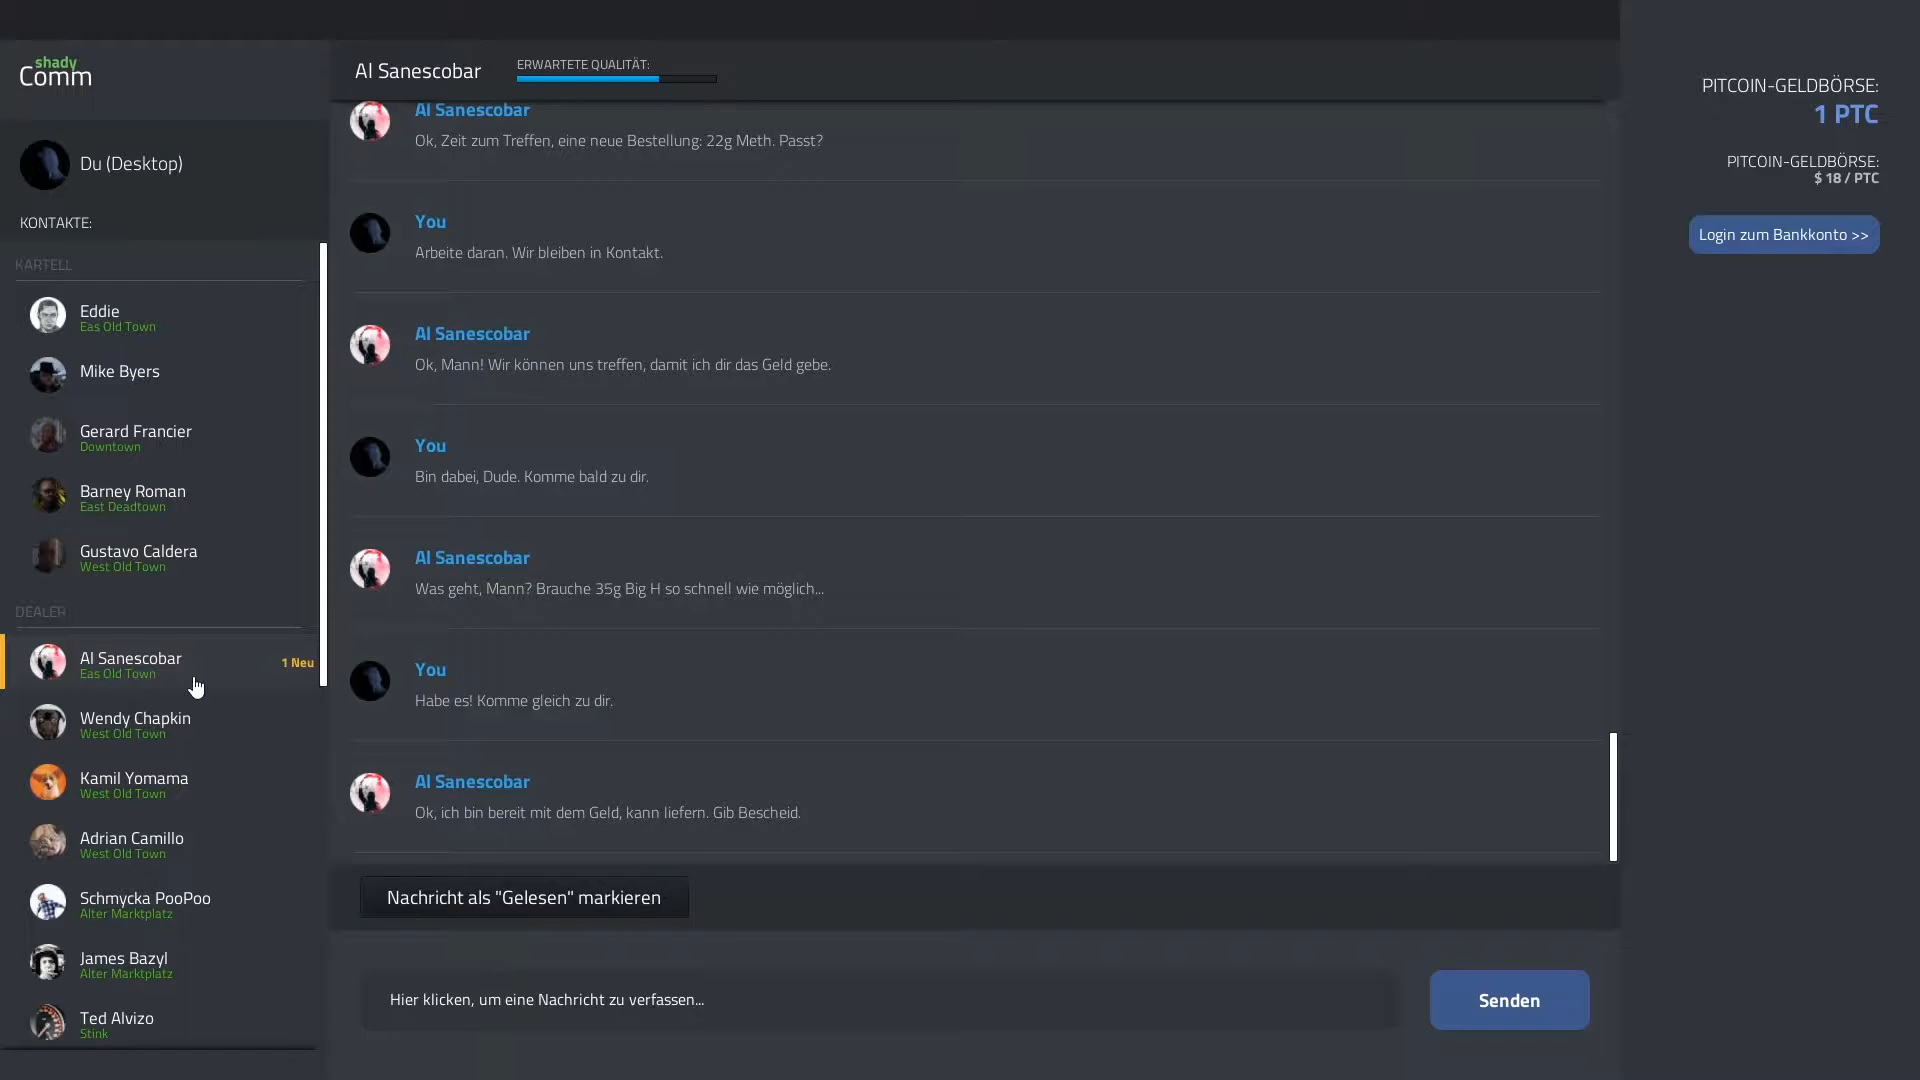 shady
Comm
Du (Desktop)
KONTAKTE:
KARTELL
Eddie
Eas Old Town
Mike Byers
Gerard Francier
Downtown
Barney Roman
East Deadtown
Gustavo Caldera
West Old Town
DEALER
Al Sanescobar
Eas Old Town
1 Neu
Wendy Chapkin
West Old Town
Kamil Yomama
West Old Town
Adrian Camillo
West Old Town
Schmycka PooPoo
Alter Marktplatz
James Bazyl
Alter Marktplatz
Ted Alvizo
Stink
Al Sanescobar
ERWARTETE QUALITÄT:
Al Sanescobar
Ok, Zeit zum Treffen, eine neue Bestellung: 22g Meth. Passt?
You
Arbeite daran. Wir bleiben in Kontakt.
Al Sanescobar
Ok, Mann! Wir können uns treffen, damit ich dir das Geld gebe.
You
Bin dabei, Dude. Komme bald zu dir.
Al Sanescobar
Was geht, Mann? Brauche 35g Big H so schnell wie möglich...
You
Habe es! Komme gleich zu dir.
Al Sanescobar
Ok, ich bin bereit mit dem Geld, kann liefern. Gib Bescheid.
Nachricht als "Gelesen" markieren
Hier klicken, um eine Nachricht zu verfassen...
Senden
PITCOIN-GELDBÖRSE:
1 PTC
PITCOIN-GELDBÖRSE:
$ 18 / PTC
Login zum Bankkonto >>